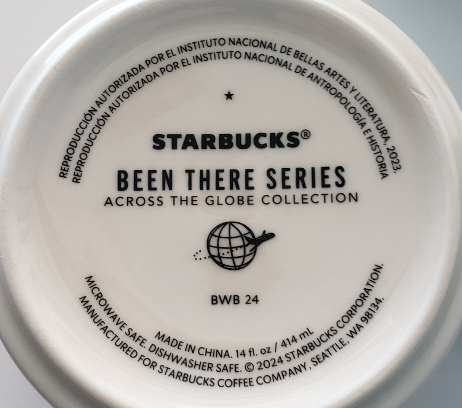 REPRODUCCIÓN AUTORIZADA POR EL INSTITUTO NACIONAL DE BELLAS ARTES Y LITERATURA, 2023.
REPRODUCCIÓN AUTORIZADA POR EL INSTITUTO NACIONAL DE ANTROPOLOGÍA E HISTORIA
STARBUCKS®
BEEN THERE SERIES
ACROSS THE GLOBE COLLECTION
BWB 24
MADE IN CHINA. 14 fl. oz / 414 mL
MICROWAVE SAFE. DISHWASHER SAFE. © 2024 STARBUCKS CORPORATION.
MANUFACTURED FOR STARBUCKS COFFEE COMPANY, SEATTLE, WA 98134.